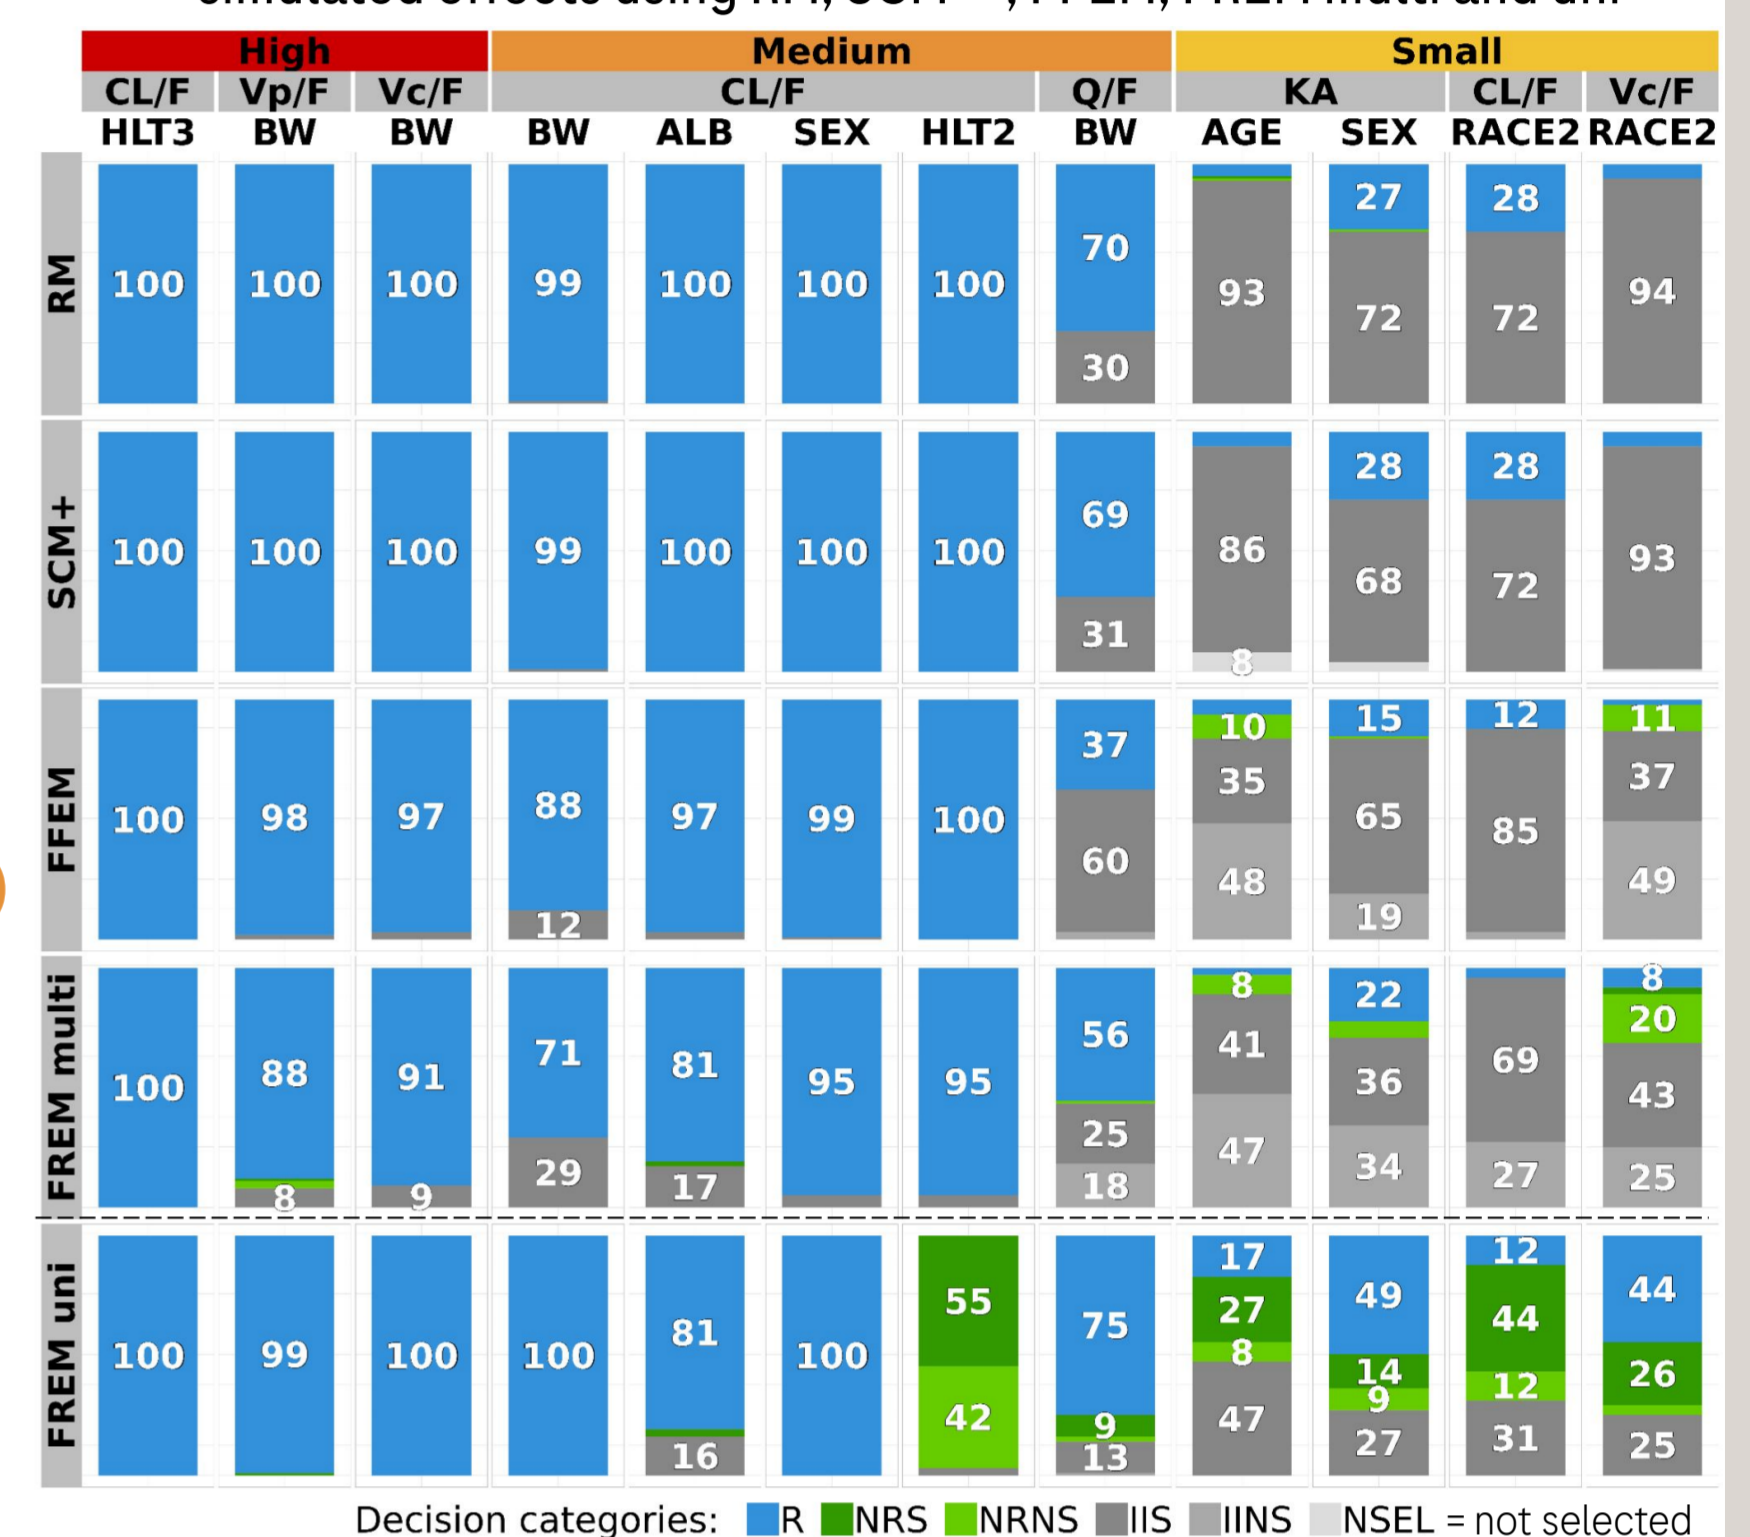 High Medium Small
CL/F Vp/F Vc/F CL/F Q/F KA CL/F Vc/F
HLT3 BW BW BW ALB SEX HLT2 BW AGE SEX RACE2 RACE2
RM
100 100 100 99 100 100 100 70 30 93 27 72 28 72 94
SCM+
100 100 100 99 100 100 100 69 31 86 8 28 68 28 72 93
FFEM
100 98 97 88 12 97 99 100 37 60 10 35 48 15 65 19 12 85 11 37 49
FREM multi
100 88 8 91 9 71 29 81 17 95 95 56 25 18 8 41 47 22 36 34 69 27 8 20 43 25
FREM uni
100 99 100 100 81 16 100 55 42 75 9 13 17 27 8 47 49 14 9 27 12 44 12 31 44 26 25
Decision categories: R NRS NRNS IIS IINS NSEL = not selected